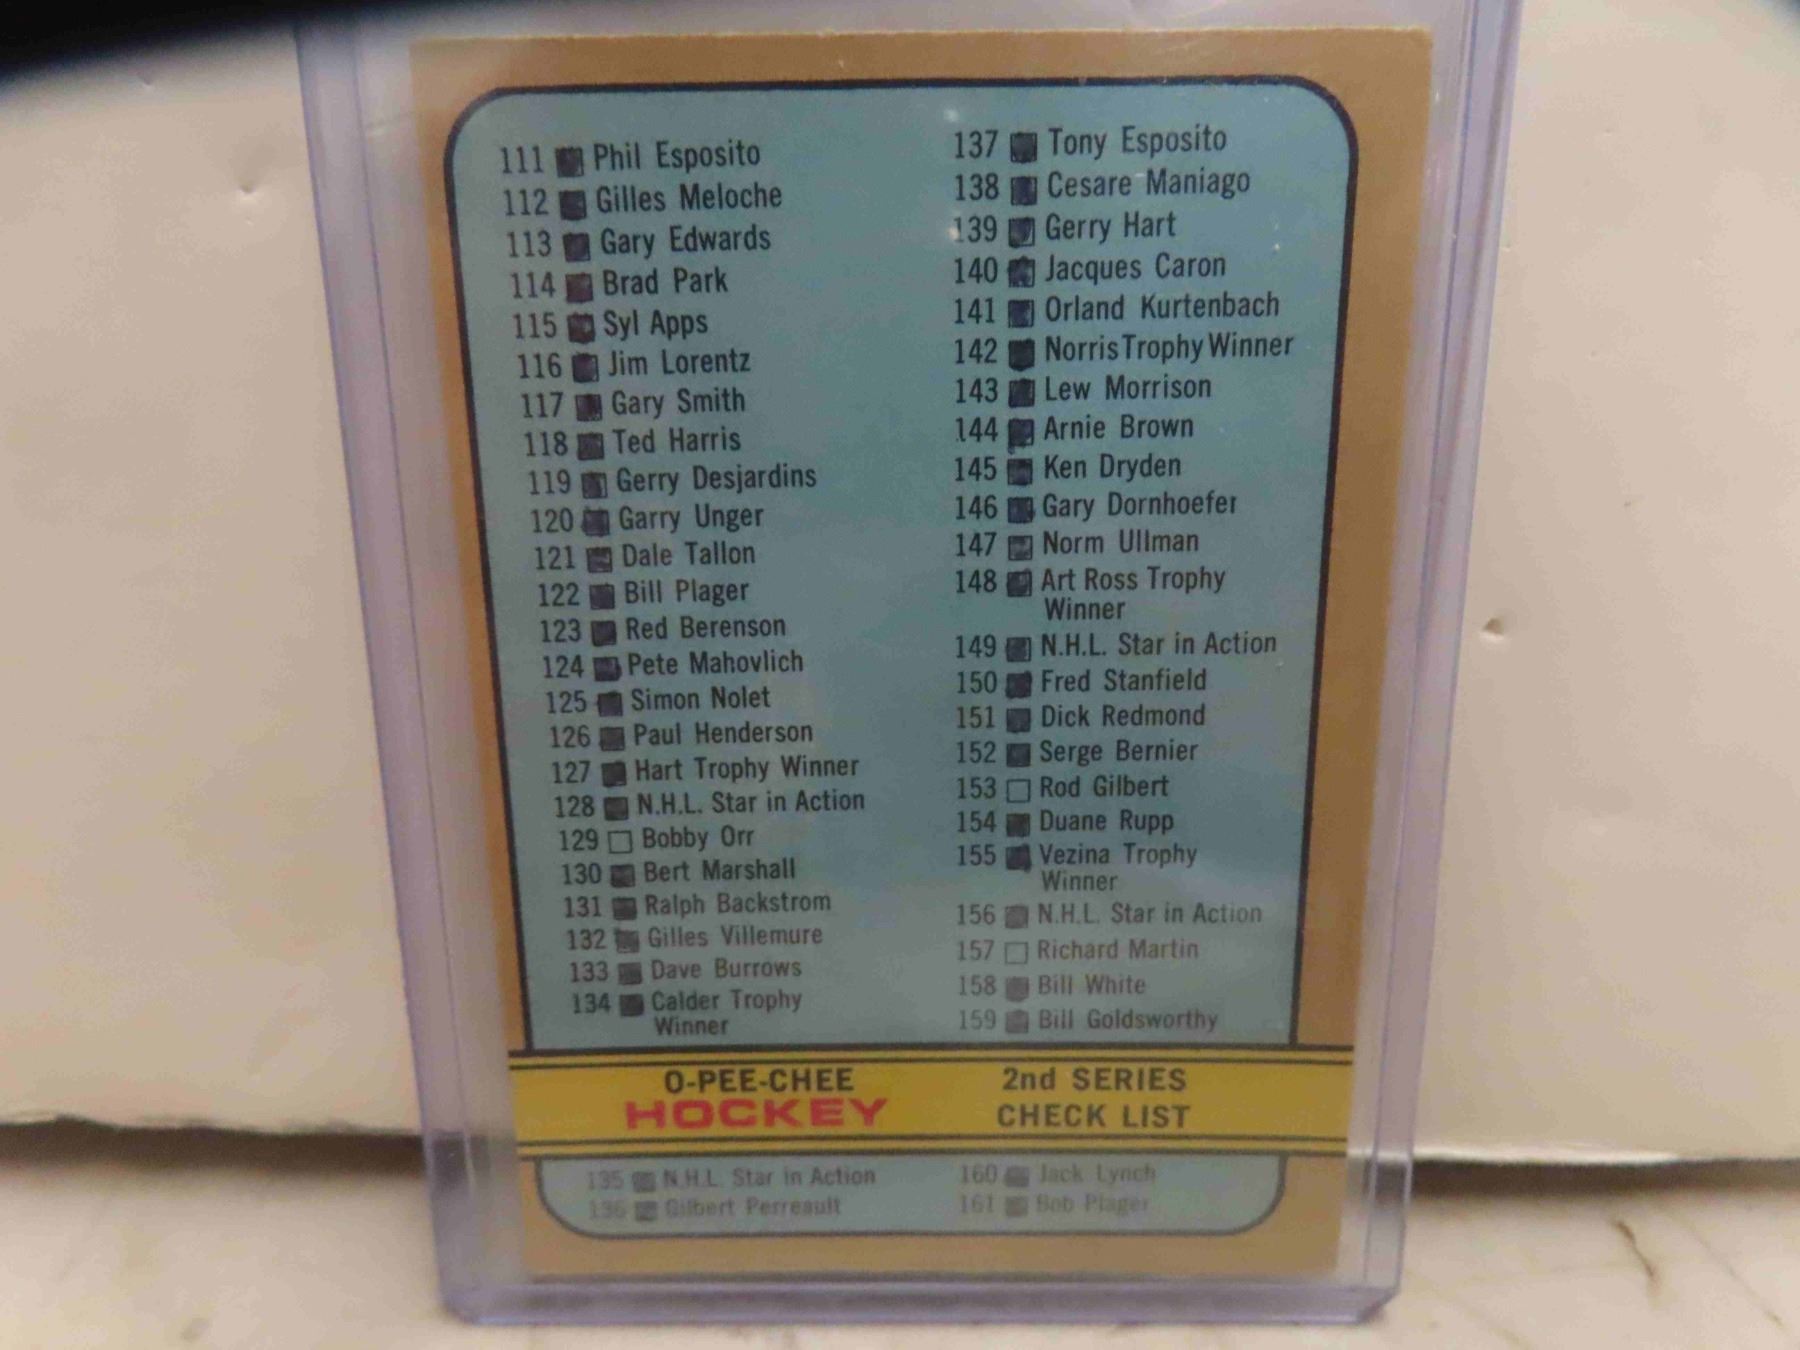 111 Phil Esposito
112 Gilles Meloche
113 Gary Edwards
114 Brad Park
115 Syl Apps
116 Jim Lorentz
117 Gary Smith
118 Ted Harris
119 Gerry Desjardins
120 Garry Unger
121 Dale Tallon
122 Bill Plager
123 Red Berenson
124 Pete Mahovlich
125 Simon Nolet
126 Paul Henderson
127 Hart Trophy Winner
128 N.H.L. Star in Action
129 Bobby Orr
130 Bert Marshall
131 Ralph Backstrom
132 Gilles Villemure
133 Dave Burrows
134 Calder Trophy
Winner
137 Tony Esposito
138 Cesare Maniago
139 Gerry Hart
140 Jacques Caron
141 Orland Kurtenbach
142 Norris Trophy Winner
143 Lew Morrison
144 Arnie Brown
145 Ken Dryden
146 Gary Dornhoefer
147 Norm Ullman
148 Art Ross Trophy
Winner
149 N.H.L. Star in Action
150 Fred Stanfield
151 Dick Redmond
152 Serge Bernier
153 Rod Gilbert
154 Duane Rupp
155 Vezina Trophy
Winner
156 N.H.L. Star in Action
157 Richard Martin
158 Bill White
159 Bill Goldsworthy
O-PEE-CHEE
HOCKEY
2nd SERIES
CHECK LIST
135 N.H.L. Star in Action
136 Gilbert Perreault
160 Jack Lynch
161 Bob Plager